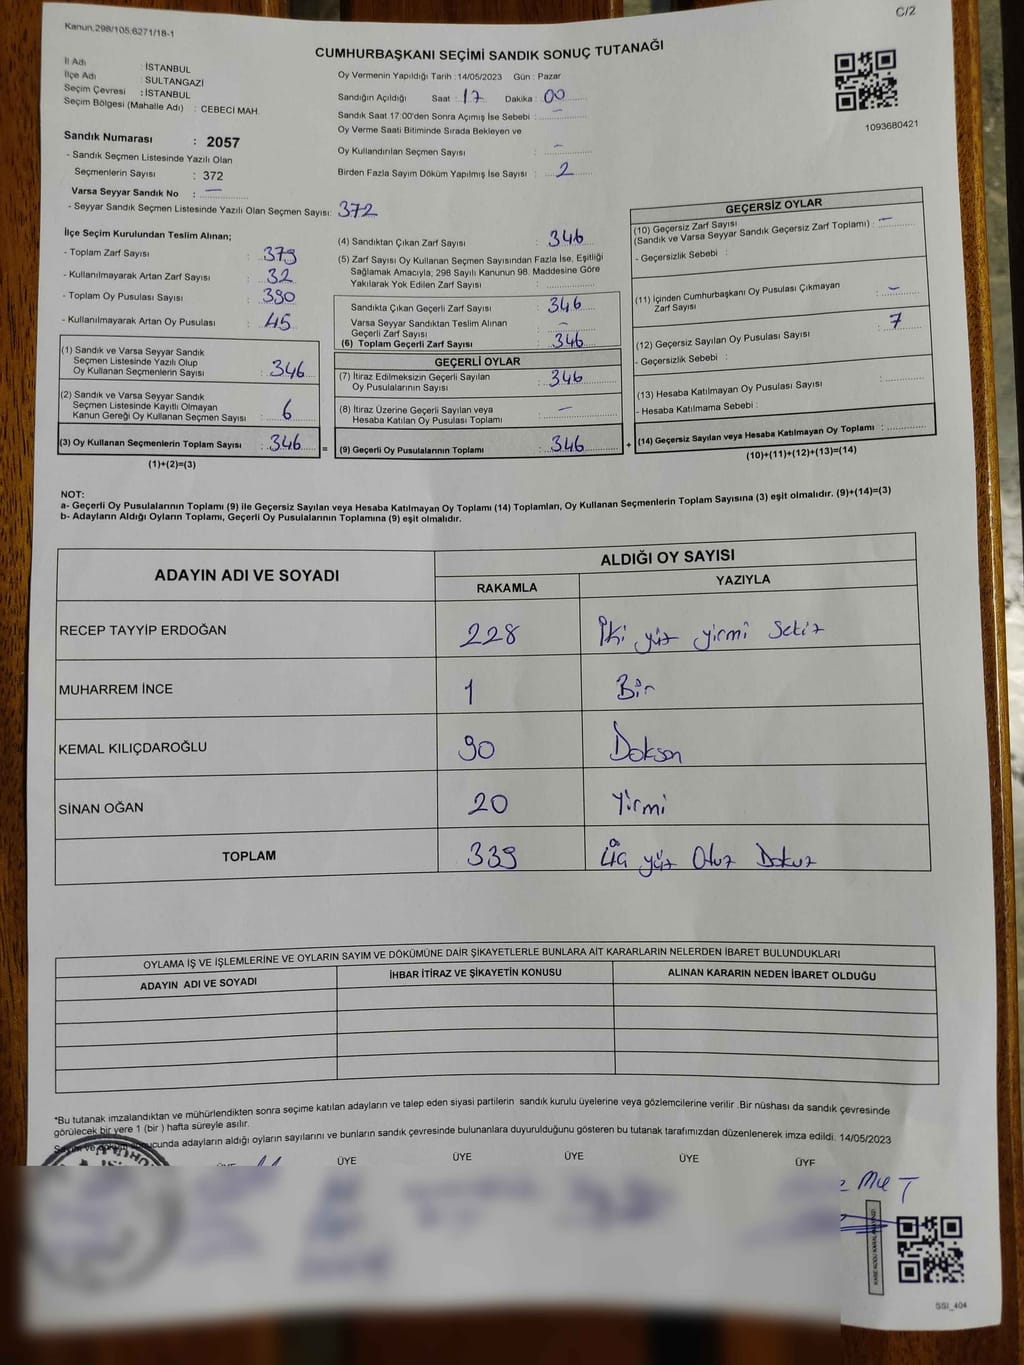 Kanun.298/105;6271/18-1
C/2
CUMHURBAŞKANI SEÇİMİ SANDIK SONUÇ TUTANAĞI
İl Adı : İSTANBUL
İlçe Adı : SULTANGAZİ
Seçim Çevresi : İSTANBUL
Seçim Bölgesi (Mahalle Adı) : CEBECİ MAH.
Oy Vermenin Yapıldığı Tarih :14/05/2023 Gün : Pazar
Sandığın Açıldığı Saat : 17 Dakika : 00
Sandık Saat 17:00'den Sonra Açımış İse Sebebi : –
Oy Verme Saati Bitiminde Sırada Bekleyen ve
Oy Kullandırılan Seçmen Sayısı : –
Birden Fazla Sayım Döküm Yapılmış İse Sayısı : 2
1093680421
Sandık Numarası : 2057
- Sandık Seçmen Listesinde Yazılı Olan
Seçmenlerin Sayısı : 372
Varsa Seyyar Sandık No : –
- Seyyar Sandık Seçmen Listesinde Yazılı Olan Seçmen Sayısı: 372
İlçe Seçim Kurulundan Teslim Alınan;
- Toplam Zarf Sayısı : 379
- Kullanılmayarak Artan Zarf Sayısı : 32
- Toplam Oy Pusulası Sayısı : 390
- Kullanılmayarak Artan Oy Pusulası : 45
(1) Sandık ve Varsa Seyyar Sandık
Seçmen Listesinde Yazılı Olup
Oy Kullanan Seçmenlerin Sayısı : 346
(2) Sandık ve Varsa Seyyar Sandık
Seçmen Listesinde Kayıtlı Olmayan
Kanun Gereği Oy Kullanan Seçmen Sayısı : 6
(3) Oy Kullanan Seçmenlerin Toplam Sayısı : 346 =
(1)+(2)=(3)
(4) Sandıktan Çıkan Zarf Sayısı : 346
(5) Zarf Sayısı Oy Kullanan Seçmen Sayısından Fazla İse, Eşitliği
Sağlamak Amacıyla, 298 Sayılı Kanunun 98. Maddesine Göre
Yakılarak Yok Edilen Zarf Sayısı :
Sandıkta Çıkan Geçerli Zarf Sayısı : 346
Varsa Seyyar Sandıktan Teslim Alınan
Geçerli Zarf Sayısı : –
(6) Toplam Geçerli Zarf Sayısı : 346
GEÇERLİ OYLAR
(7) İtiraz Edilmeksizin Geçerli Sayılan
Oy Pusulalarının Sayısı : 346
(8) İtiraz Üzerine Geçerli Sayılan veya
Hesaba Katılan Oy Pusulası Toplamı : –
(9) Geçerli Oy Pusulalarının Toplamı : 346 +
GEÇERSİZ OYLAR
(10) Geçersiz Zarf Sayısı
(Sandık ve Varsa Seyyar Sandık Geçersiz Zarf Toplamı) : –
- Geçersizlik Sebebi :
(11) İçinden Cumhurbaşkanı Oy Pusulası Çıkmayan
Zarf Sayısı : –
(12) Geçersiz Sayılan Oy Pusulası Sayısı : 7
- Geçersizlik Sebebi :
(13) Hesaba Katılmayan Oy Pusulası Sayısı :
- Hesaba Katılmama Sebebi :
(14) Geçersiz Sayılan veya Hesaba Katılmayan Oy Toplamı :
(10)+(11)+(12)+(13)=(14)
NOT:
a- Geçerli Oy Pusulalarının Toplamı (9) ile Geçersiz Sayılan veya Hesaba Katılmayan Oy Toplamı (14) Toplamları, Oy Kullanan Seçmenlerin Toplam Sayısına (3) eşit olmalıdır. (9)+(14)=(3)
b- Adayların Aldığı Oyların Toplamı, Geçerli Oy Pusulalarının Toplamına (9) eşit olmalıdır.
ADAYIN ADI VE SOYADI
ALDIĞI OY SAYISI
RAKAMLA YAZIYLA
RECEP TAYYİP ERDOĞAN 228 İki yüz yirmi Sekiz
MUHARREM İNCE 1 Bir
KEMAL KILIÇDAROĞLU 90 Doksan
SİNAN OĞAN 20 Yirmi
TOPLAM 339 Üç yüz Otuz Dokuz
OYLAMA İŞ VE İŞLEMLERİNE VE OYLARIN SAYIM VE DÖKÜMÜNE DAİR ŞİKAYETLERLE BUNLARA AİT KARARLARIN NELERDEN İBARET BULUNDUKLARI
ADAYIN ADI VE SOYADI İHBAR İTİRAZ VE ŞİKAYETİN KONUSU ALINAN KARARIN NEDEN İBARET OLDUĞU
*Bu tutanak imzalandıktan ve mühürlendikten sonra seçime katılan adayların ve talep eden siyasi partilerin sandık kurulu üyelerine veya gözlemcilerine verilir .Bir nüshası da sandık çevresinde
görülecek bir yere 1 (bir ) hafta süreyle asılır.
Sayım ve döküm sonucunda adayların aldığı oyların sayılarını ve bunların sandık çevresinde bulunanlara duyurulduğunu gösteren bu tutanak tarafımızdan düzenlenerek imza edildi. 14/05/2023
ÜYE ÜYE ÜYE ÜYE ÜYE
SSI_404